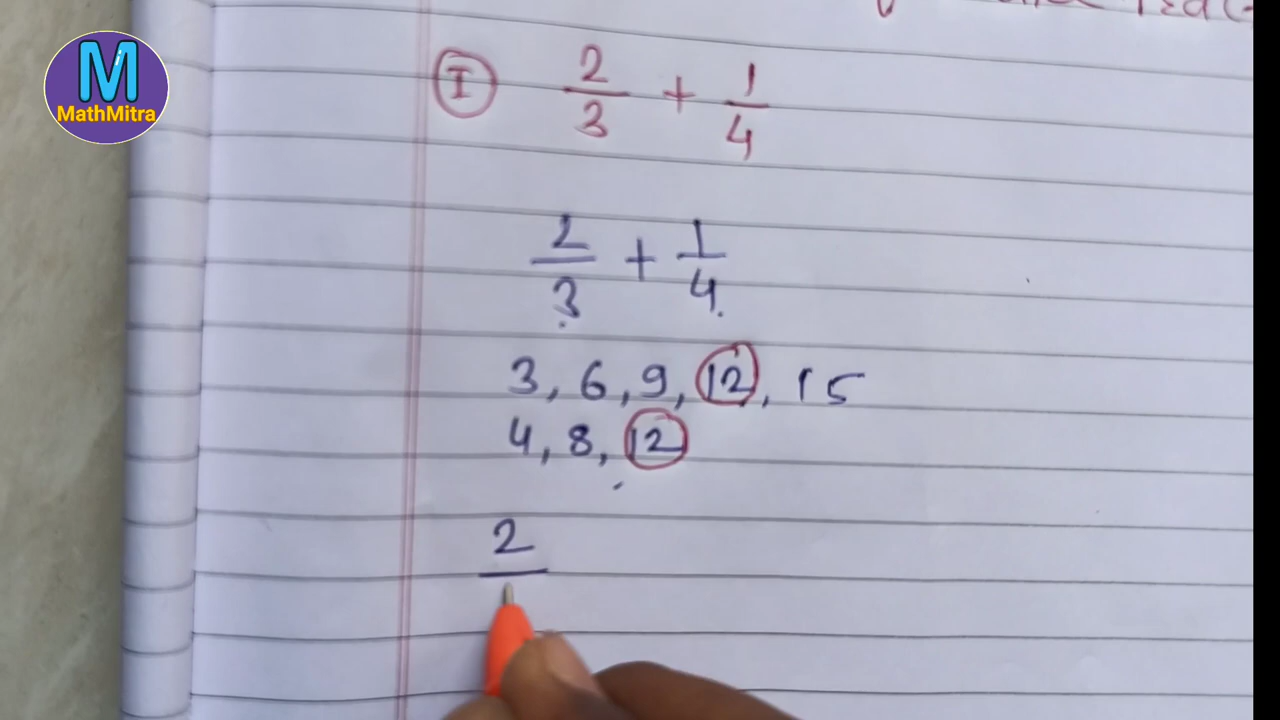 M
MathMitra
I 2/3 + 1/4
2/3 + 1/4
3, 6, 9, 12, 15
4, 8, 12
2